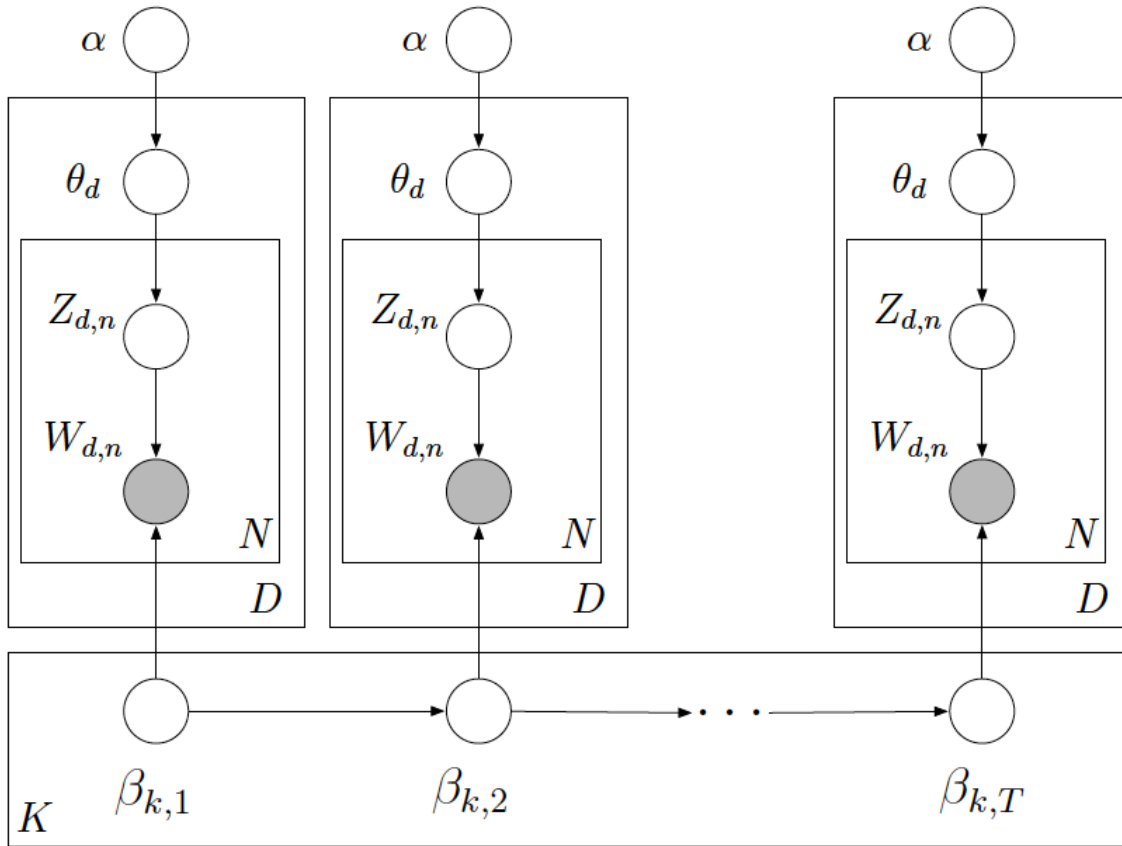 α α α
θ_d θ_d θ_d
Z_{d,n} Z_{d,n} Z_{d,n}
W_{d,n} W_{d,n} W_{d,n}
N N N
D D D
· · ·
β_{k,1} β_{k,2} β_{k,T}
K